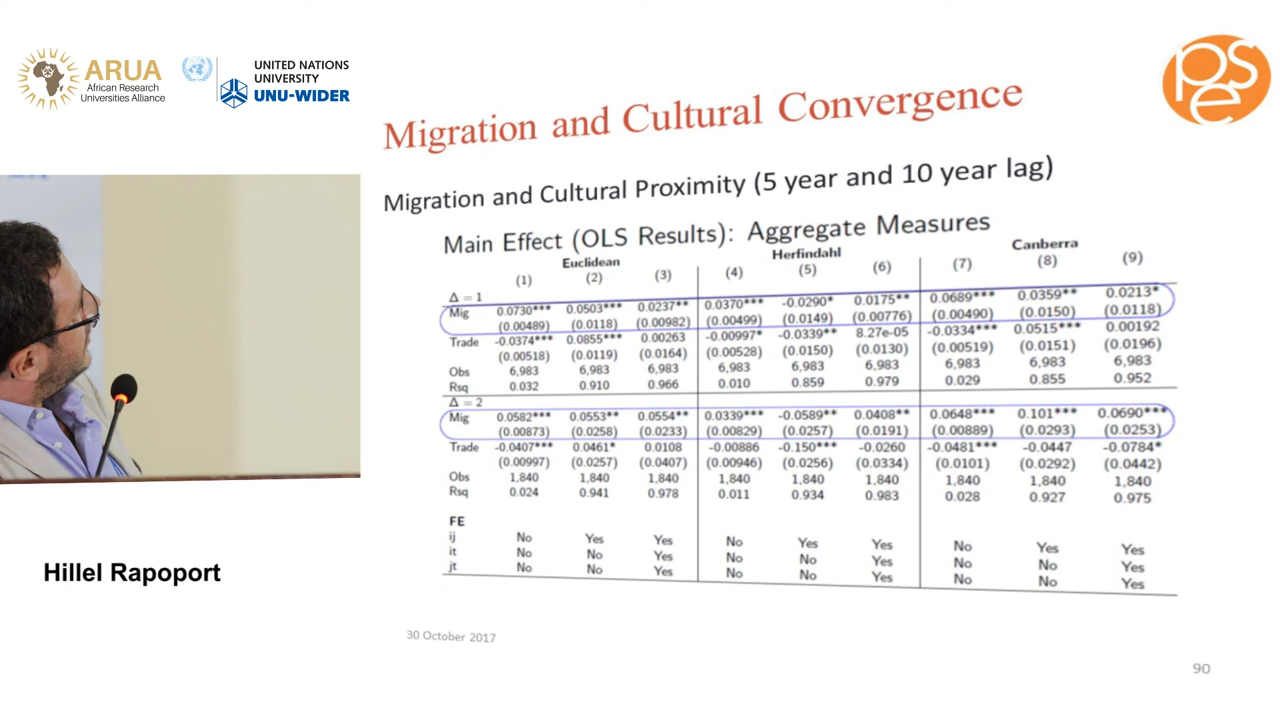 ARUA
African Research
Universities Alliance
UNITED NATIONS
UNIVERSITY
UNU-WIDER
pse
Migration and Cultural Convergence
Migration and Cultural Proximity (5 year and 10 year lag)
Main Effect (OLS Results): Aggregate Measures
Euclidean Herfindahl Canberra
(1) (2) (3) (4) (5) (6) (7) (8) (9)
Δ = 1
Mig 0.0730*** 0.0503*** 0.0237** 0.0370*** -0.0290* 0.0175** 0.0689*** 0.0359** 0.0213*
(0.00489) (0.0118) (0.00982) (0.00499) (0.0149) (0.00776) (0.00490) (0.0150) (0.0118)
Trade -0.0374*** 0.0855*** 0.00263 -0.00997* -0.0339** 8.27e-05 -0.0334*** 0.0515*** 0.00192
(0.00518) (0.0119) (0.0164) (0.00528) (0.0150) (0.0130) (0.00519) (0.0151) (0.0196)
Obs 6,983 6,983 6,983 6,983 6,983 6,983 6,983 6,983 6,983
Rsq 0.032 0.910 0.966 0.010 0.859 0.979 0.029 0.855 0.952
Δ = 2
Mig 0.0582*** 0.0553** 0.0554** 0.0339*** -0.0589** 0.0408** 0.0648*** 0.101*** 0.0690***
(0.00873) (0.0258) (0.0233) (0.00829) (0.0257) (0.0191) (0.00889) (0.0293) (0.0253)
Trade -0.0407*** 0.0461* 0.0108 -0.00886 -0.150*** -0.0260 -0.0481*** -0.0447 -0.0784*
(0.00997) (0.0257) (0.0407) (0.00946) (0.0256) (0.0334) (0.0101) (0.0292) (0.0442)
Obs 1,840 1,840 1,840 1,840 1,840 1,840 1,840 1,840 1,840
Rsq 0.024 0.941 0.978 0.011 0.934 0.983 0.028 0.927 0.975
FE
ij No Yes Yes No Yes Yes No Yes Yes
it No No Yes No No Yes No No Yes
jt No No Yes No No Yes No No Yes
Hillel Rapoport
30 October 2017
90